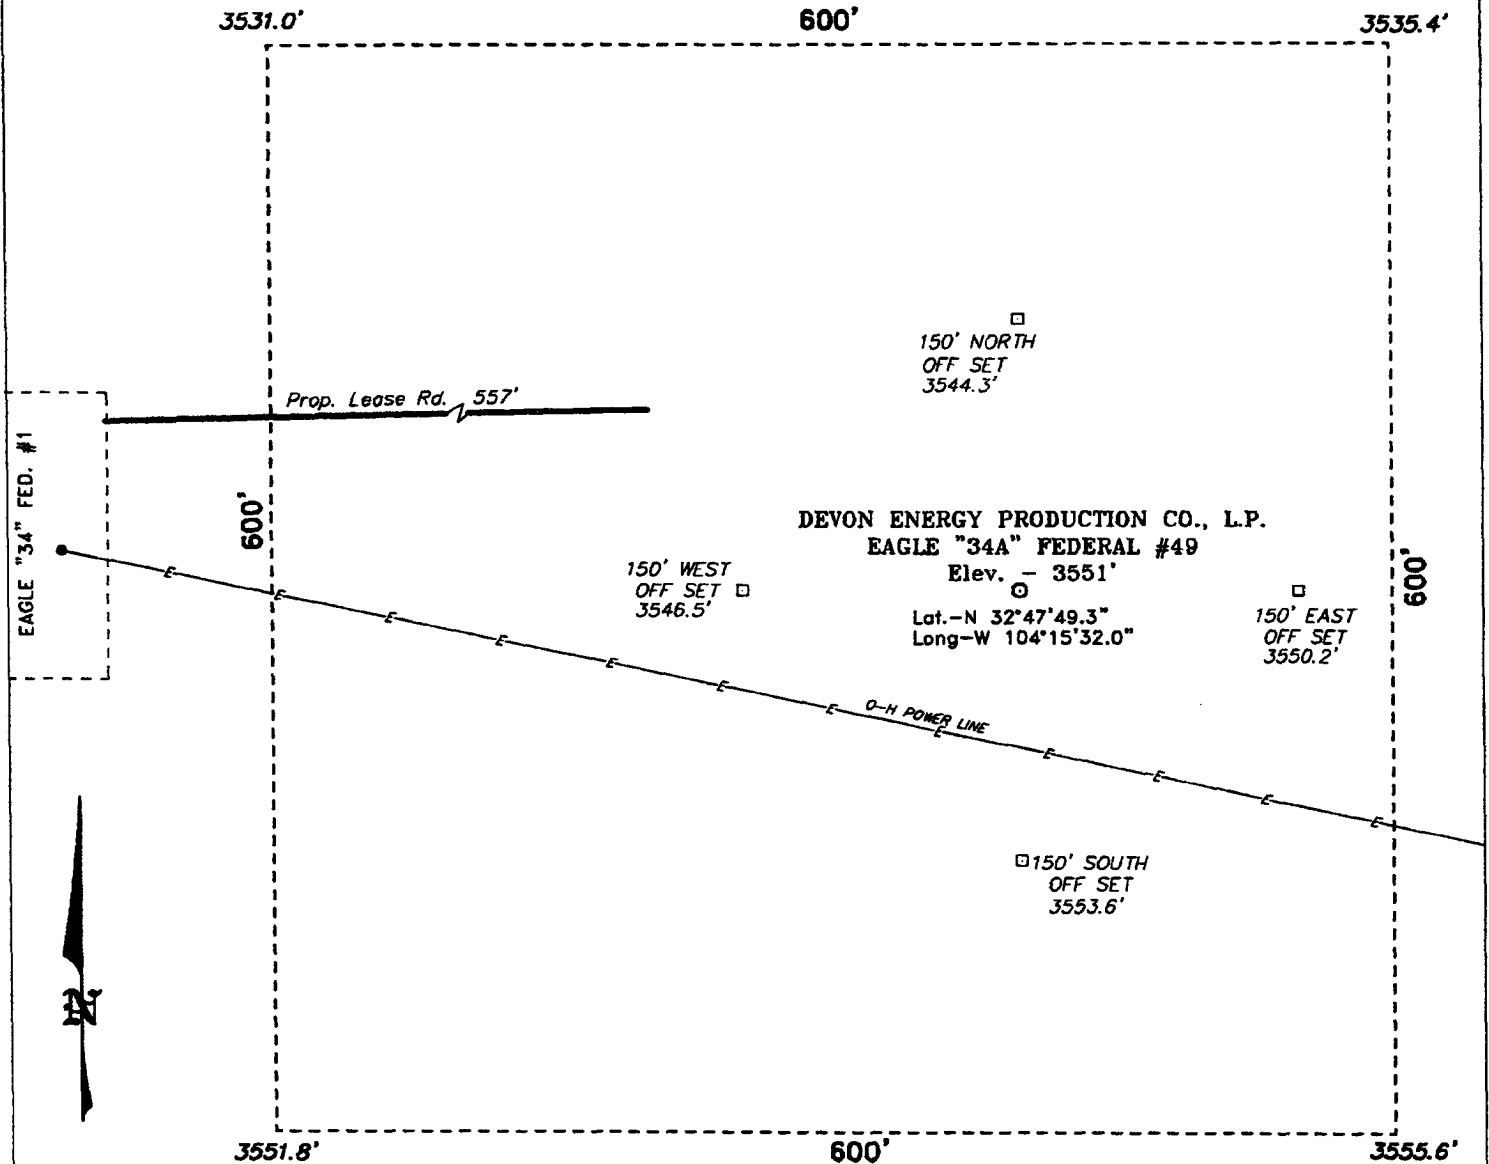 3531.0'
600'
3535.4'
150' NORTH
OFF SET
3544.3'
Prop. Lease Rd. 557'
EAGLE "34" FED. #1
600'
DEVON ENERGY PRODUCTION CO., L.P.
EAGLE "34A" FEDERAL #49
Elev. - 3551'
Lat.-N 32°47'49.3"
Long-W 104°15'32.0"
150' WEST
OFF SET
3546.5'
150' EAST
OFF SET
3550.2'
600'
E
E
E
E
E
E
E
O-H POWER LINE
E
E
E
E
E
150' SOUTH
OFF SET
3553.6'
N
3551.8'
600'
3555.6'